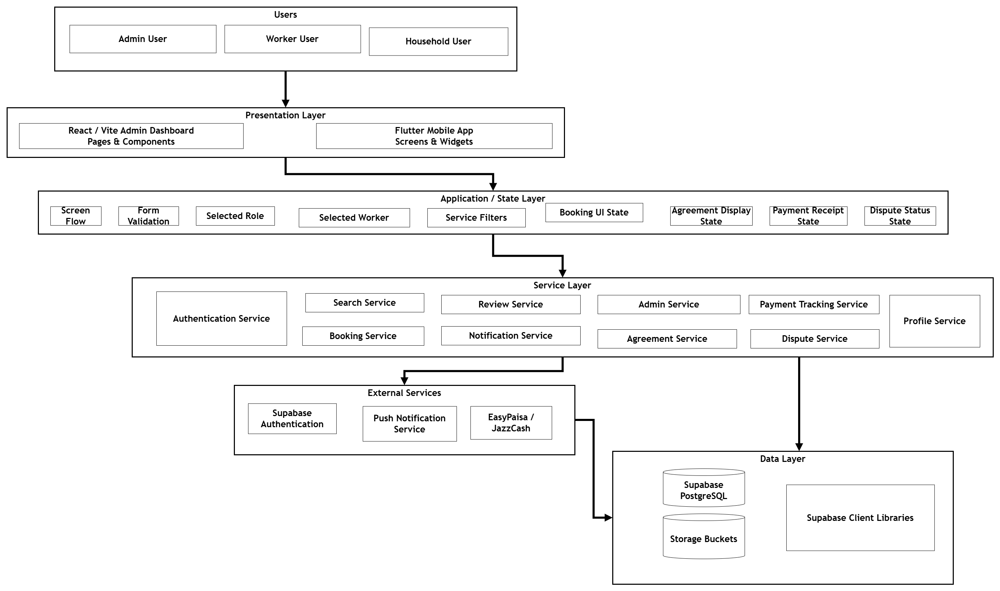 Users
Admin User
Worker User
Household User
Presentation Layer
React / Vite Admin Dashboard
Pages & Components
Flutter Mobile App
Screens & Widgets
Application / State Layer
Screen
Flow
Form
Validation
Selected Role
Selected Worker
Service Filters
Booking UI State
Agreement Display
State
Payment Receipt
State
Dispute Status
State
Service Layer
Authentication Service
Search Service
Booking Service
Review Service
Notification Service
Admin Service
Agreement Service
Payment Tracking Service
Dispute Service
Profile Service
External Services
Supabase
Authentication
Push Notification
Service
EasyPaisa /
JazzCash
Data Layer
Supabase
PostgreSQL
Storage Buckets
Supabase Client Libraries